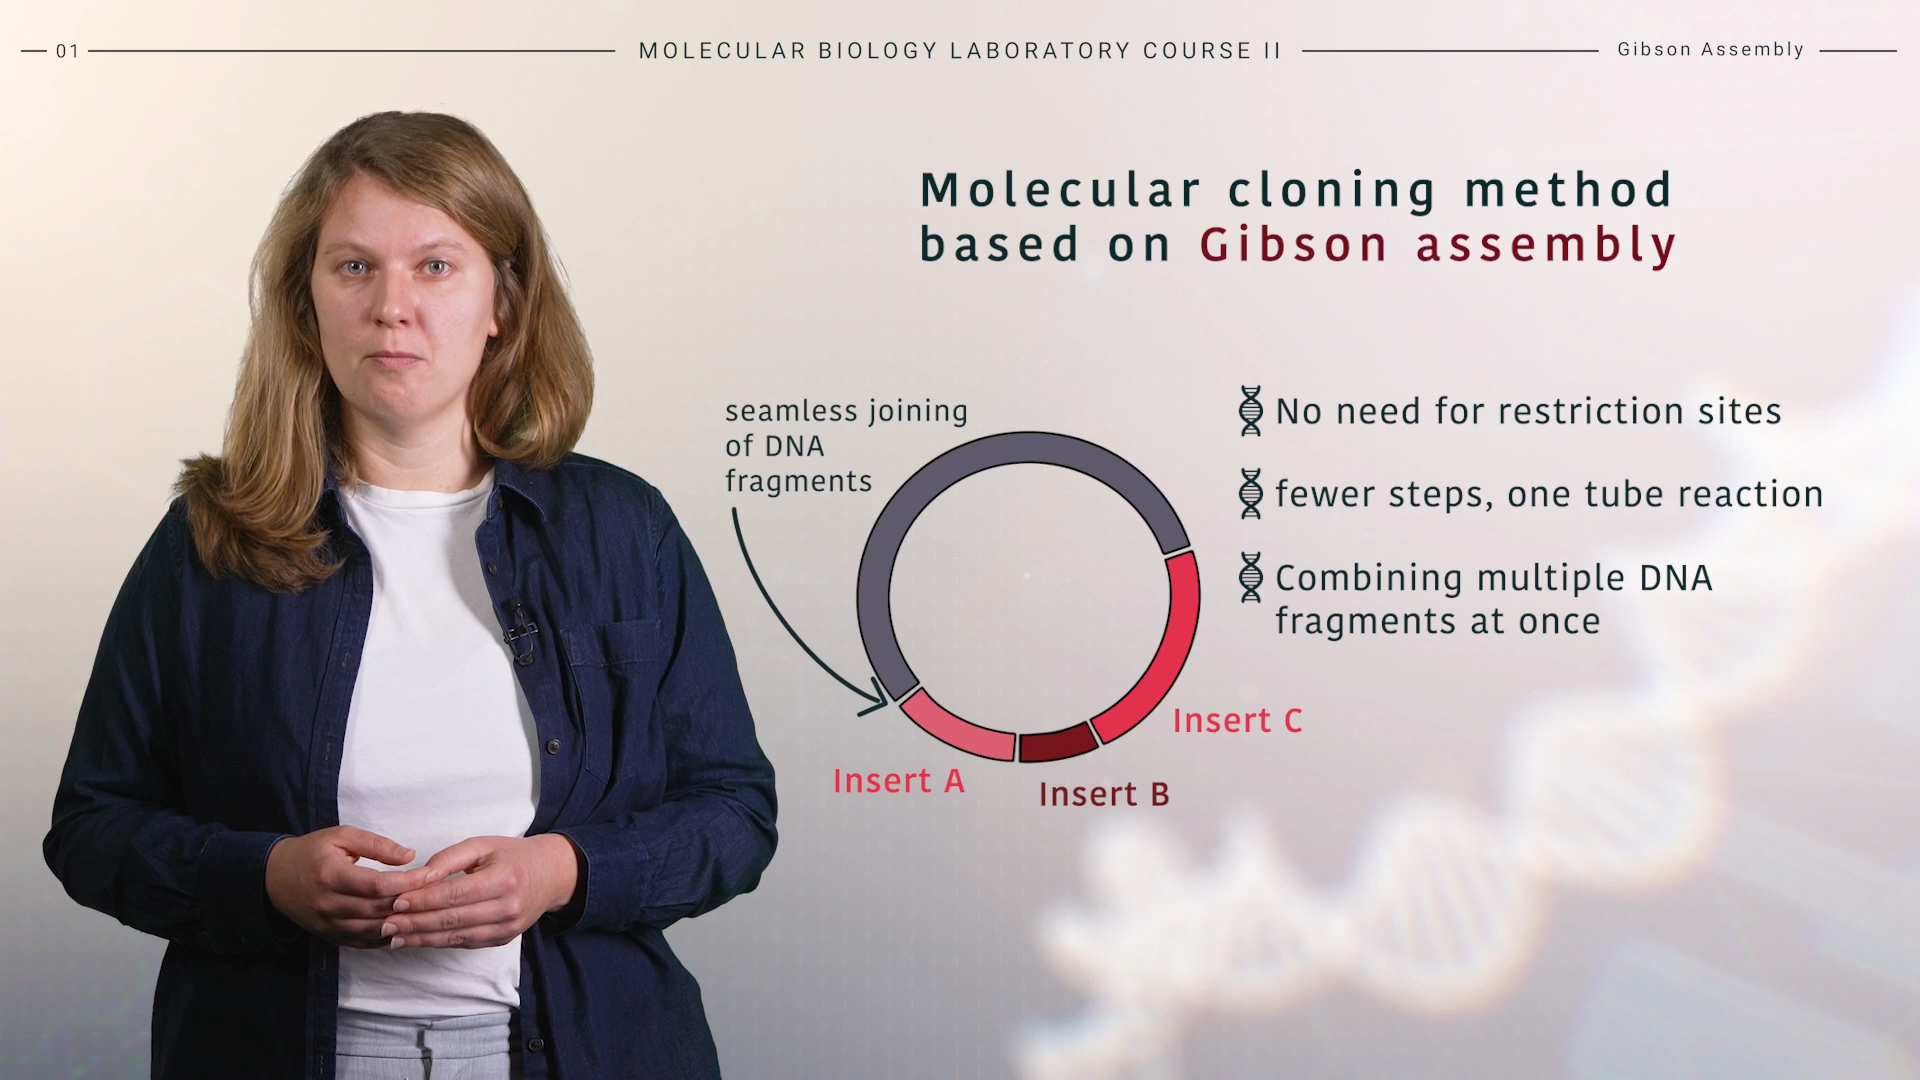 01
MOLECULAR BIOLOGY LABORATORY COURSE II
Gibson Assembly
Molecular cloning method
based on Gibson assembly
seamless joining
of DNA
fragments
No need for restriction sites
fewer steps, one tube reaction
Combining multiple DNA
fragments at once
Insert C
Insert A
Insert B